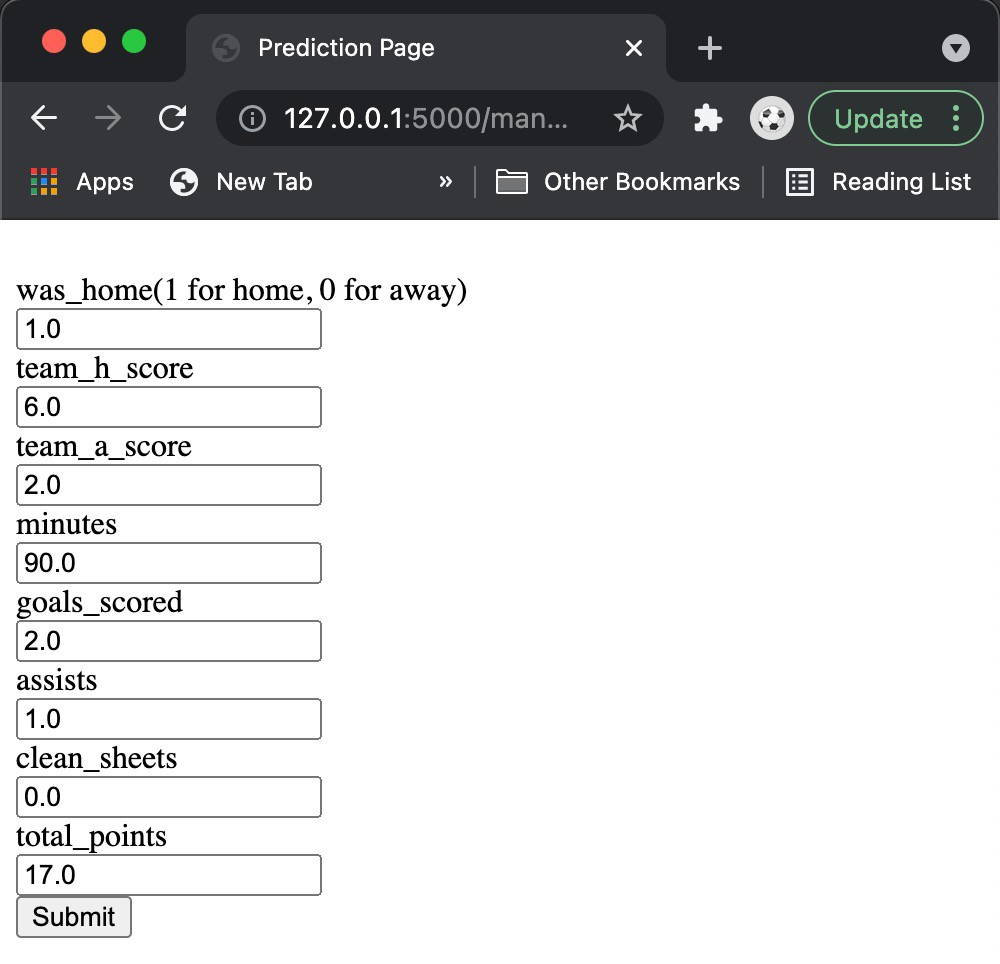 Prediction Page
127.0.0.1:5000/man...
Update
Apps
New Tab
»
Other Bookmarks
Reading List
was_home(1 for home, 0 for away)
1.0
team_h_score
6.0
team_a_score
2.0
minutes
90.0
goals_scored
2.0
assists
1.0
clean_sheets
0.0
total_points
17.0
Submit